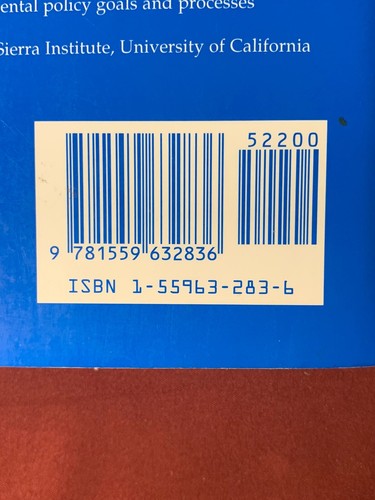 ental policy goals and processes
Sierra Institute, University of California
52200
9 781559 632836
ISBN 1-55963-283-6